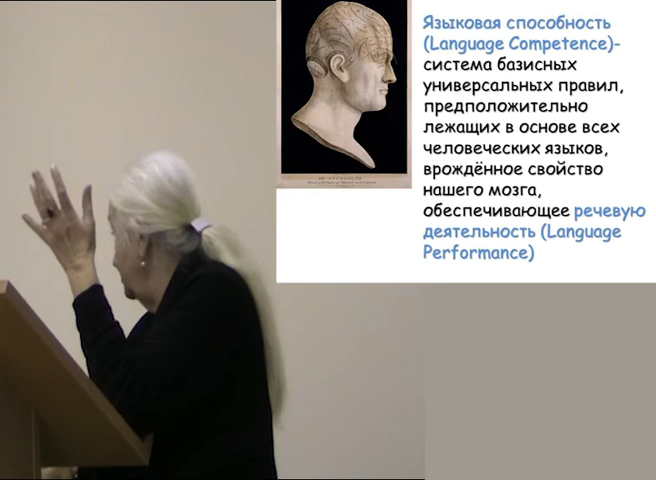 Языковая способность
(Language Competence)-
система базисных
универсальных правил,
предположительно
лежащих в основе всех
человеческих языков,
врождённое свойство
нашего мозга,
обеспечивающее речевую
деятельность (Language
Performance)